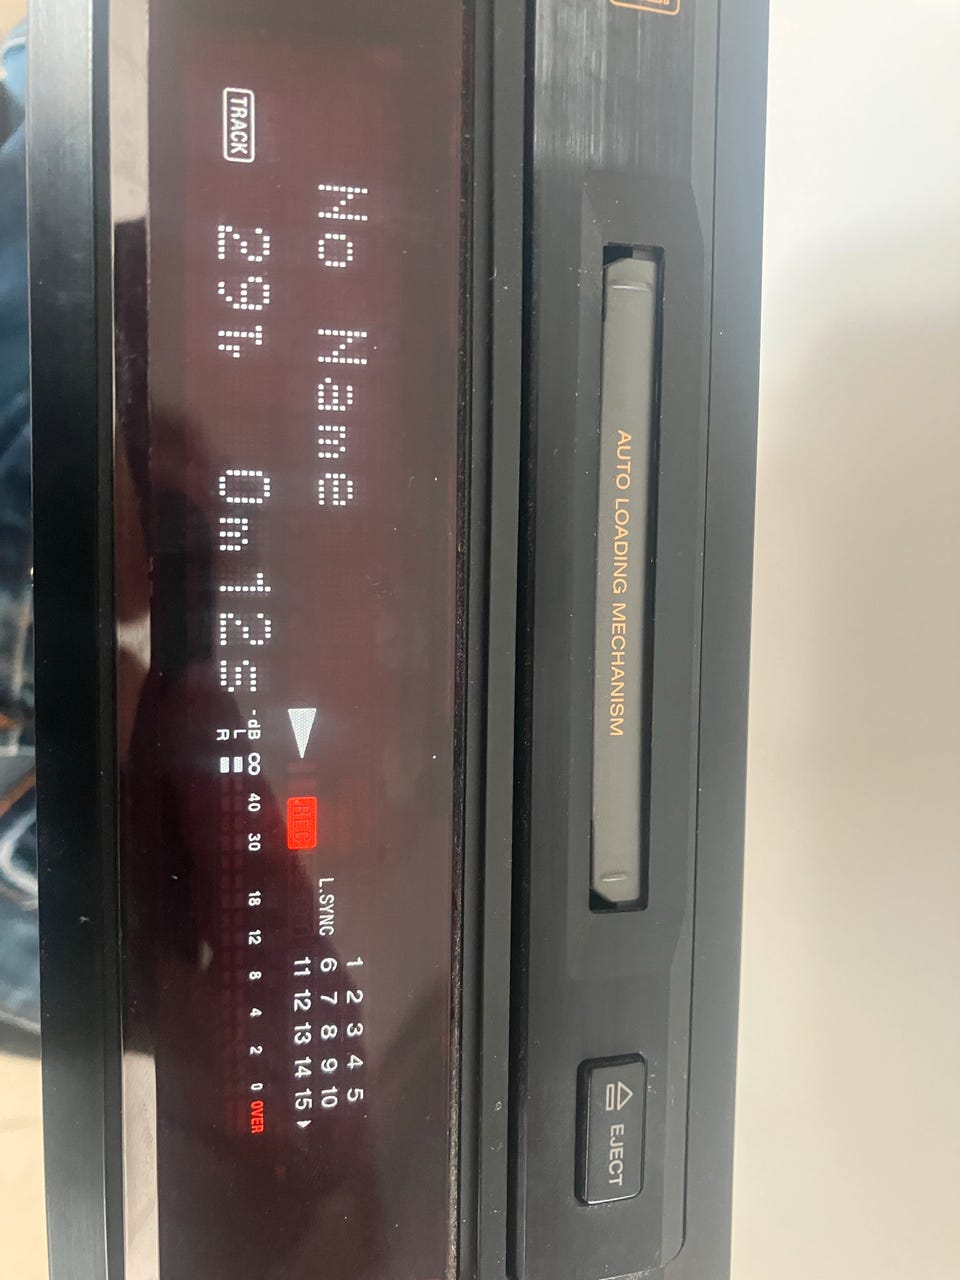 AUTO LOADING MECHANISM
⏏ EJECT
No Name
1 2 3 4 5
L.SYNC 6 7 8 9 10
REC 11 12 13 14 15
TRACK 29Tr 0m12s
-dB ∞ 40 30 18 12 8 4 2 0 OVER
L
R